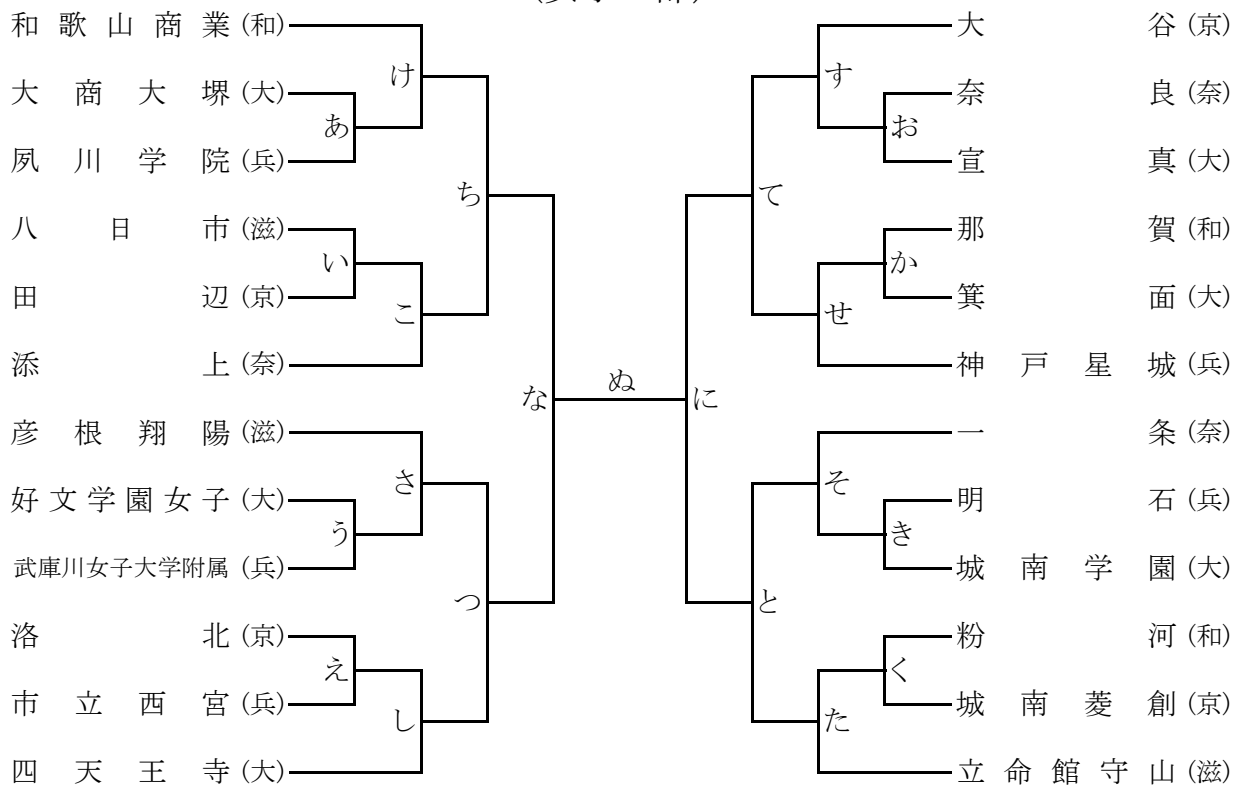 和歌山商業(和)
大商大堺(大)
夙川学院(兵)
八日市(滋)
田辺(京)
添上(奈)
彦根翔陽(滋)
好文学園女子(大)
武庫川女子大学附属(兵)
洛北(京)
市立西宮(兵)
四天王寺(大)
け
あ
ち
い
こ
な
さ
う
つ
え
し
ぬ
に
す
お
て
か
せ
そ
き
と
く
た
大谷(京)
奈良(奈)
宣真(大)
那賀(和)
箕面(大)
神戸星城(兵)
一条(奈)
明石(兵)
城南学園(大)
粉河(和)
城南菱創(京)
立命館守山(滋)